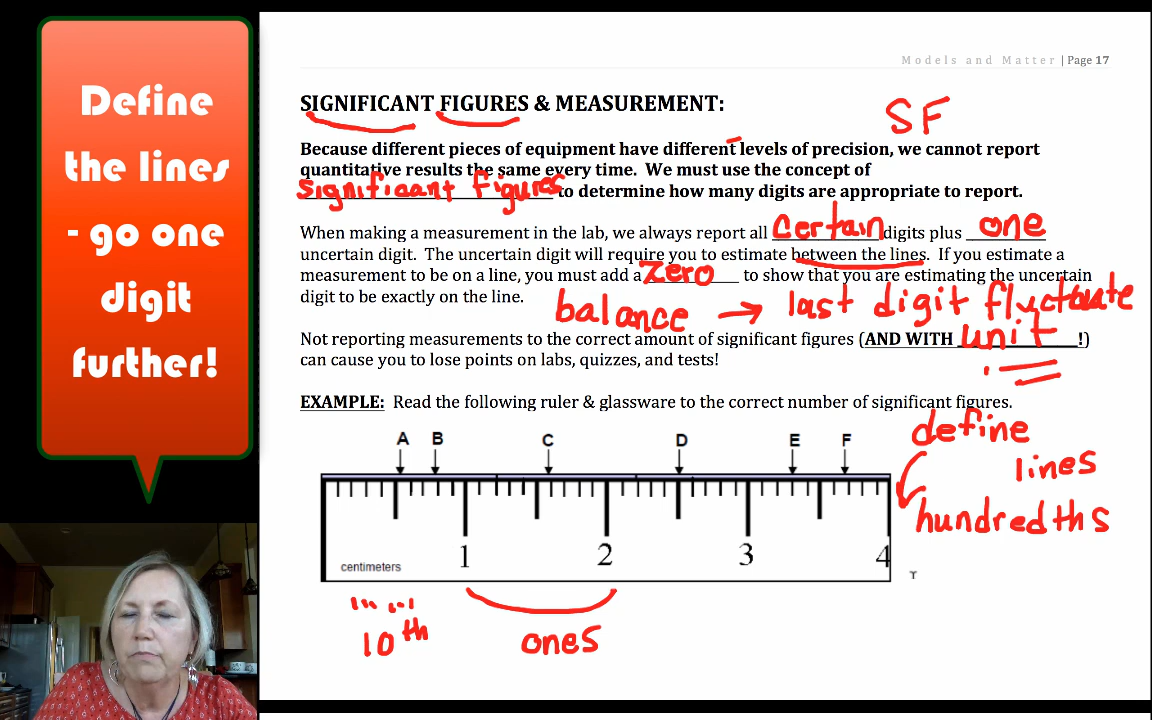 Define
the lines
- go one
digit
further!
Models and Matter | Page 17
SIGNIFICANT FIGURES & MEASUREMENT:
SF
Because different pieces of equipment have different levels of precision, we cannot report
quantitative results the same every time. We must use the concept of
significant figures to determine how many digits are appropriate to report.
When making a measurement in the lab, we always report all certain digits plus one
uncertain digit. The uncertain digit will require you to estimate between the lines. If you estimate a
measurement to be on a line, you must add a zero to show that you are estimating the uncertain
digit to be exactly on the line.
balance → last digit fluctuate
Not reporting measurements to the correct amount of significant figures (AND WITH unit!)
can cause you to lose points on labs, quizzes, and tests!
EXAMPLE: Read the following ruler & glassware to the correct number of significant figures.
define
lines
hundredths
A B C D E F
1 2 3 4
centimeters
10th ones